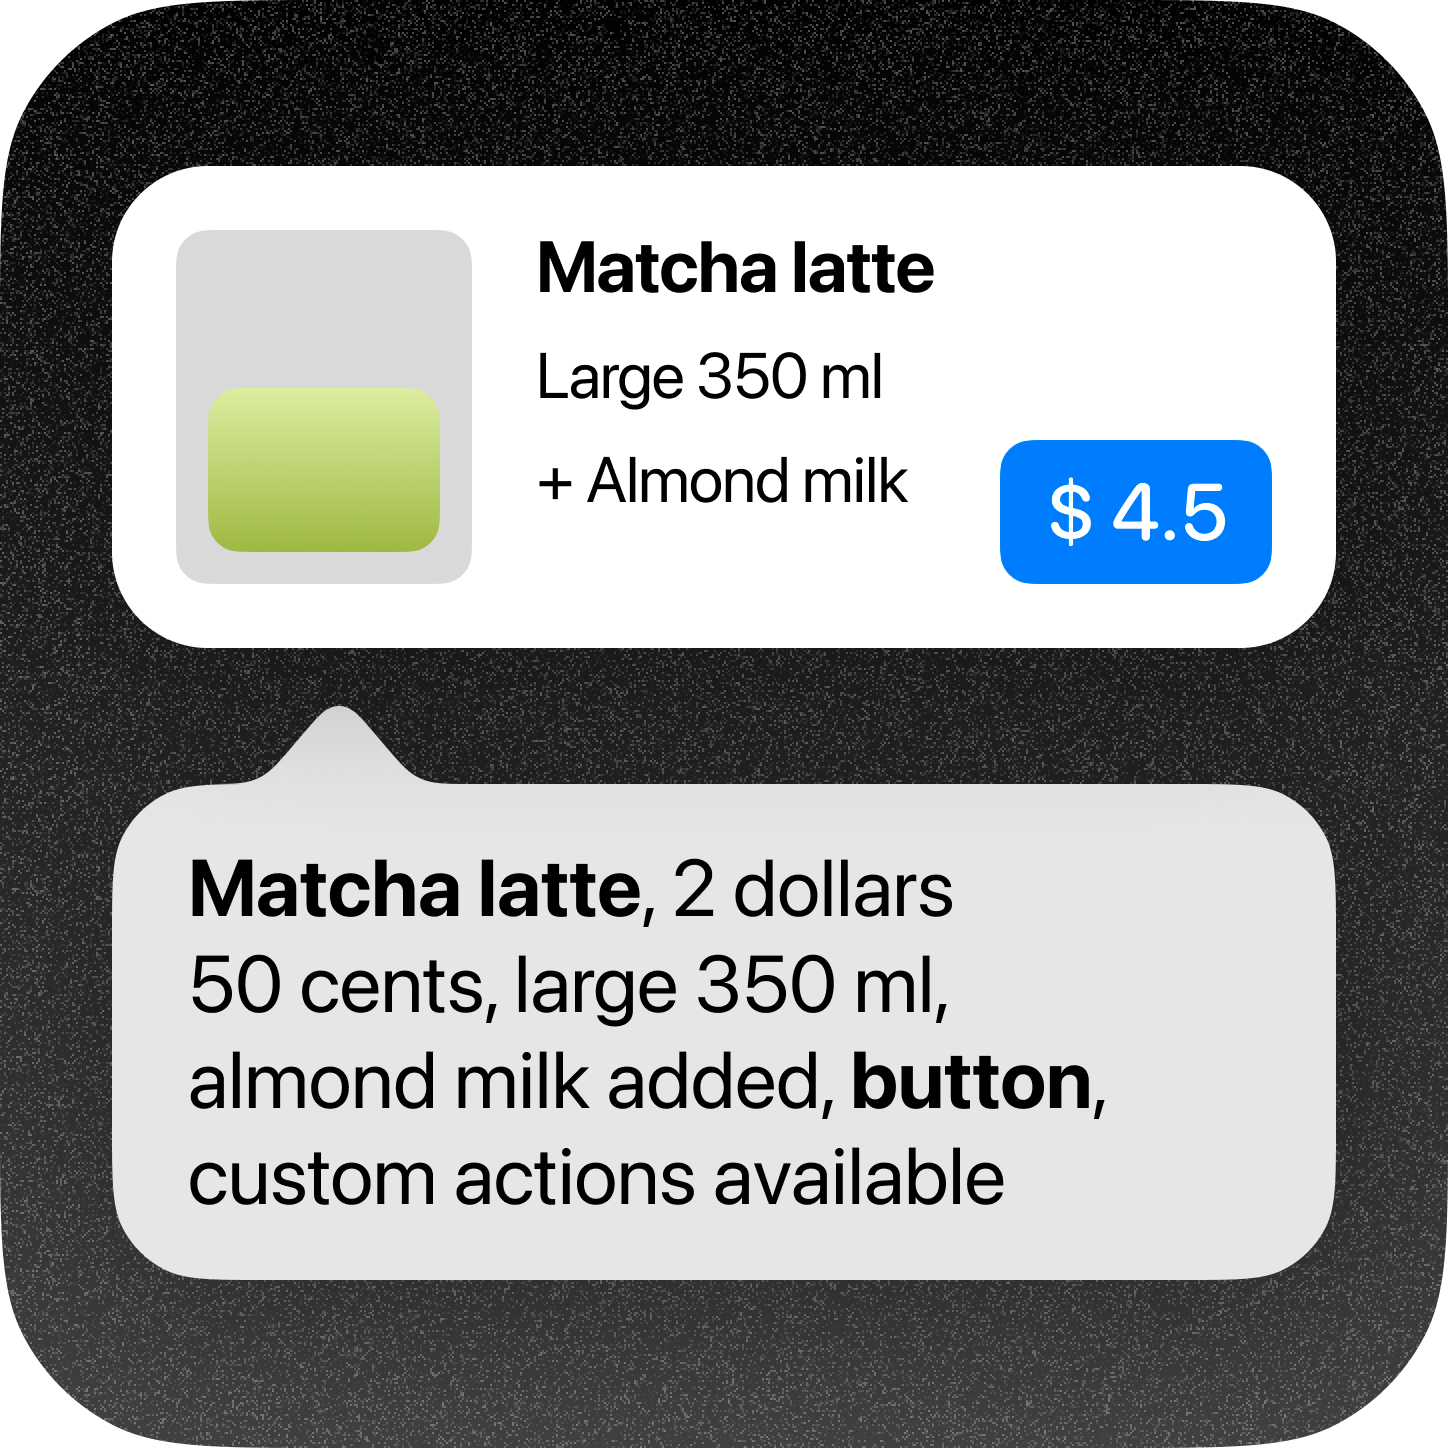 Matcha latte
Large 350 ml
+ Almond milk
$ 4.5
Matcha latte, 2 dollars
50 cents, large 350 ml,
almond milk added, button,
custom actions available